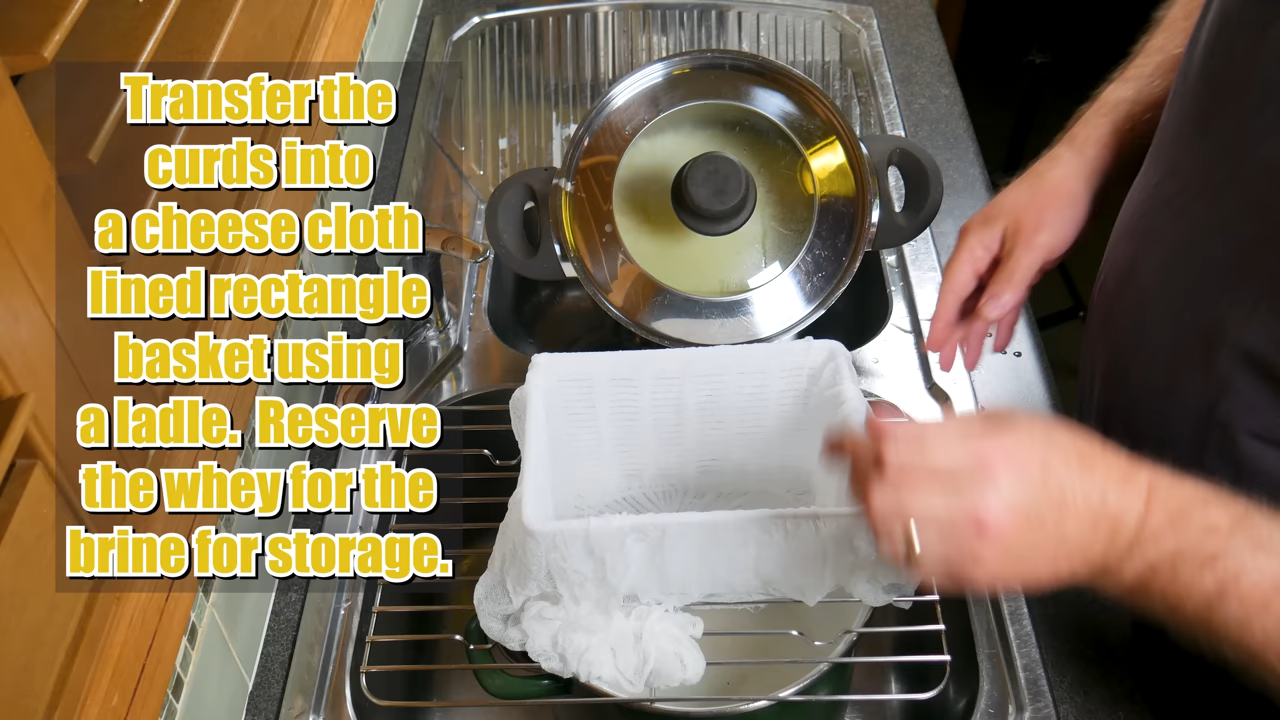 Transfer the
curds into
a cheese cloth
lined rectangle
basket using
a ladle.  Reserve
the whey for the
brine for storage.